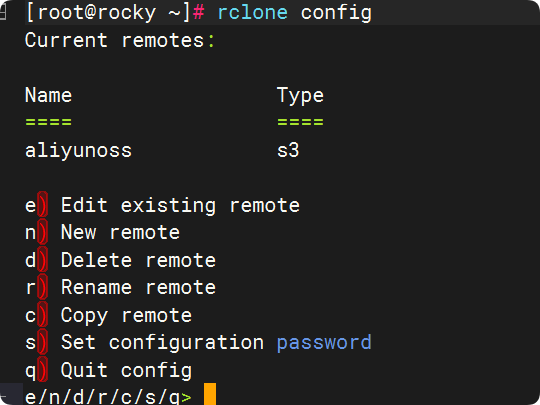 [root@rocky ~]# rclone config
Current remotes:
Name                 Type
====                 ====
aliyunoss            s3
e) Edit existing remote
n) New remote
d) Delete remote
r) Rename remote
c) Copy remote
s) Set configuration password
q) Quit config
e/n/d/r/c/s/q>